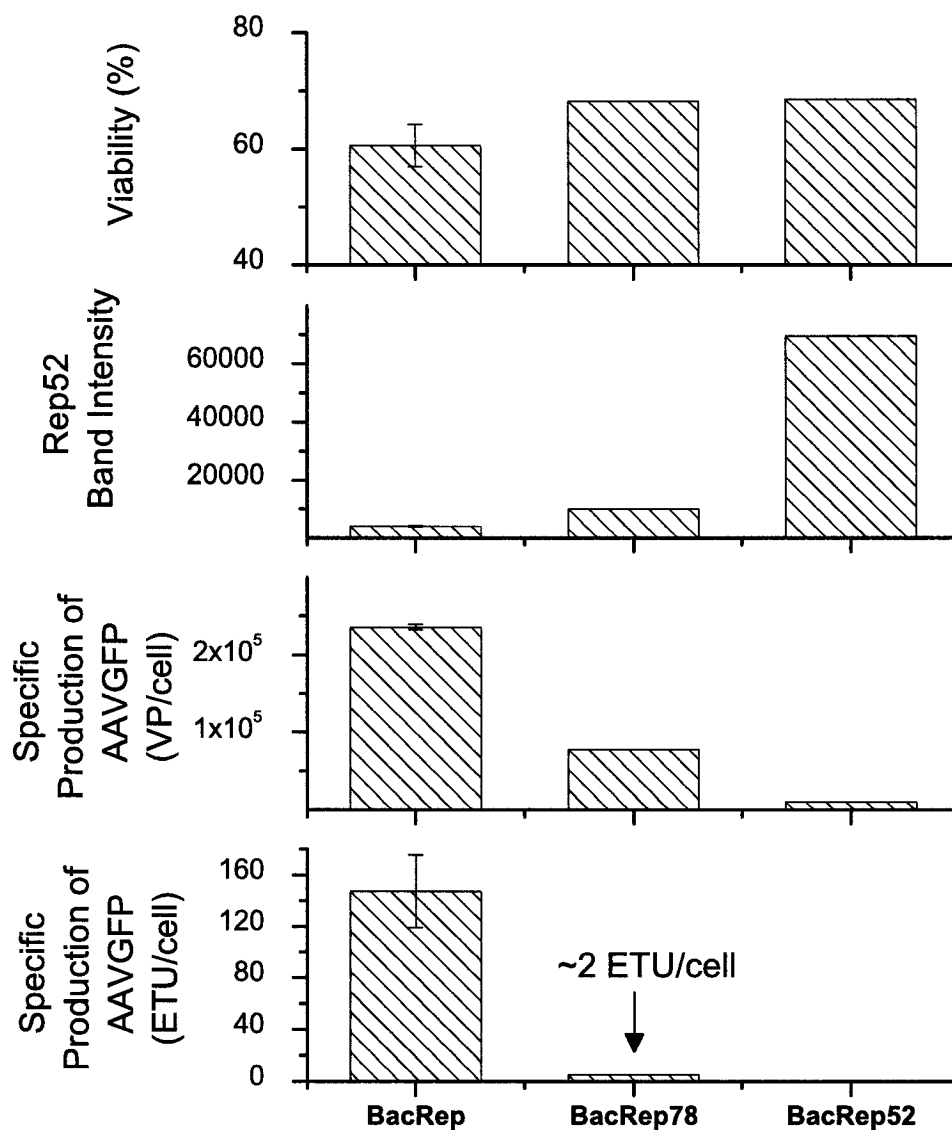 Viability (%)
80
60
40
Rep52
Band Intensity
60000
40000
20000
Specific
Production of
AAVGFP
(VP/cell)
2x10⁵
1x10⁵
Specific
Production of
AAVGFP
(ETU/cell)
160
120
80
40
0
~2 ETU/cell
BacRep
BacRep78
BacRep52